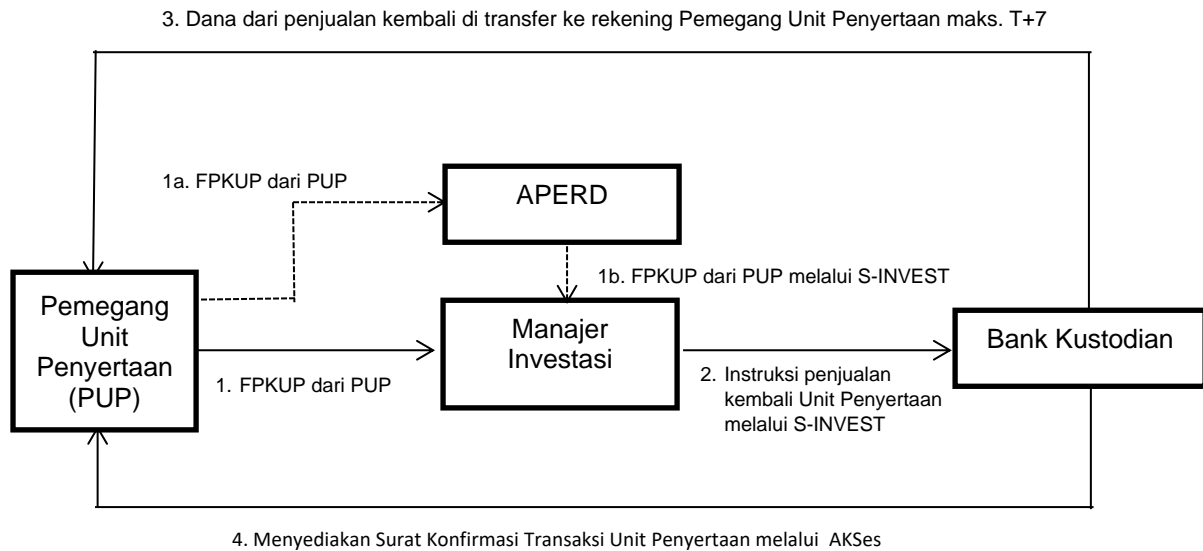 3. Dana dari penjualan kembali di transfer ke rekening Pemegang Unit Penyertaan maks. T+7
1a. FPKUP dari PUP
APERD
1b. FPKUP dari PUP melalui S-INVEST
Pemegang
Unit
Penyertaan
(PUP)
Manajer
Investasi
Bank Kustodian
1. FPKUP dari PUP
2. Instruksi penjualan
kembali Unit Penyertaan
melalui S-INVEST
4. Menyediakan Surat Konfirmasi Transaksi Unit Penyertaan melalui AKSes